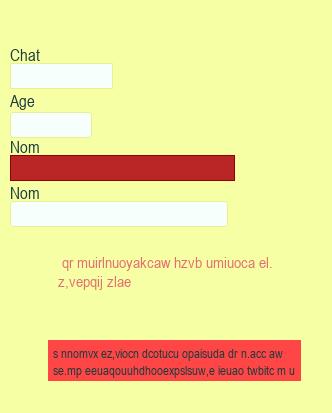 Chat
Age
Nom
Nom
qr muirlnuoyakcaw hzvb umiuoca el.
z,vepqij zlae
s nnomvx ez,viocn dcotucu opaisuda dr n.acc aw
se.mp eeuaqouuhdhooexpslsuw,e ieuao twbitc m u